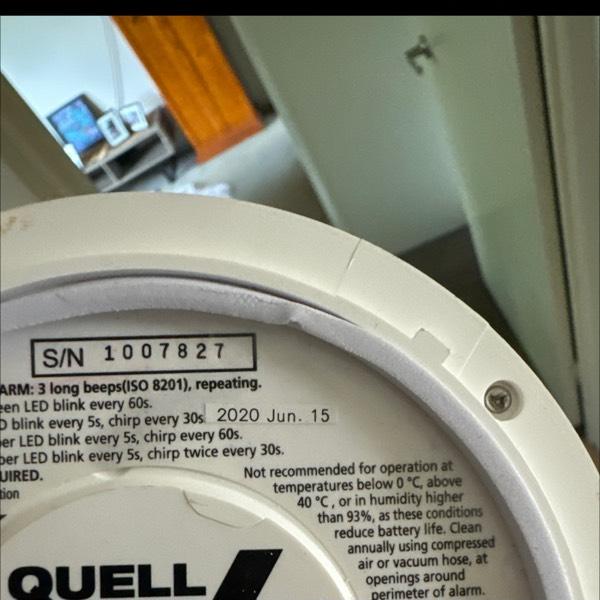 S/N 1007827
ARM: 3 long beeps(ISO 8201), repeating.
een LED blink every 60s.
D blink every 5s, chirp every 30s
2020 Jun. 15
er LED blink every 5s, chirp every 60s.
ber LED blink every 5s, chirp twice every 30s.
UIRED.
tion
Not recommended for operation at
temperatures below 0 °C, above
40 °C, or in humidity higher
than 93%, as these conditions
reduce battery life. Clean
annually using compressed
air or vacuum hose, at
openings around
perimeter of alarm.
QUELL